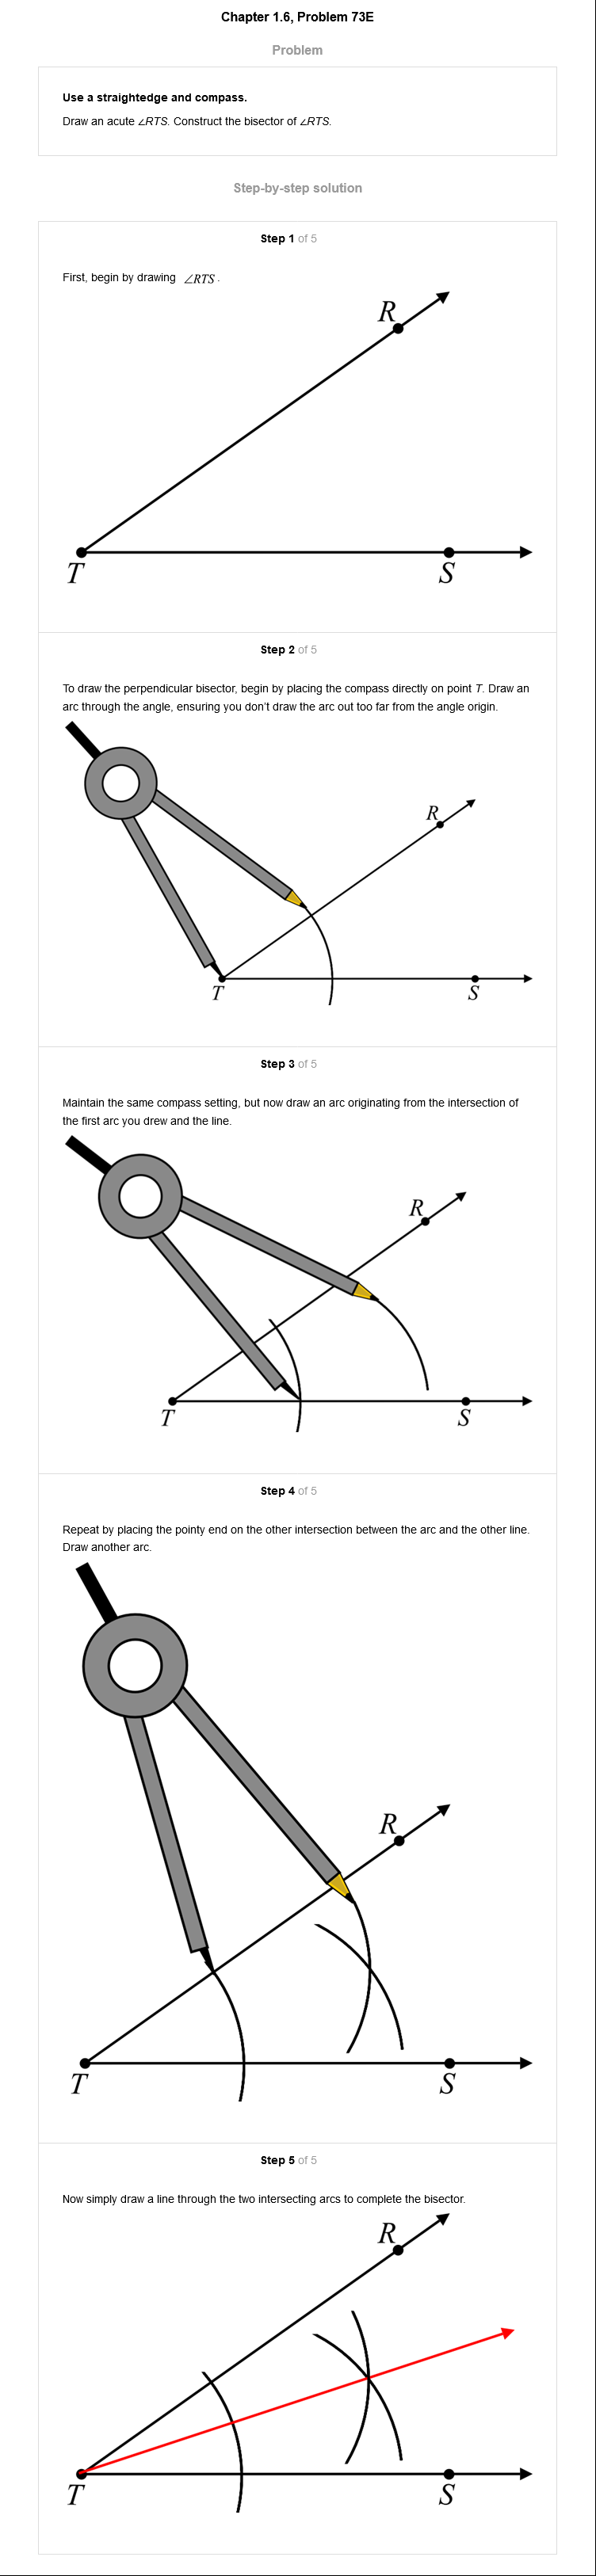 Chapter 1.6, Problem 73E
Problem
Use a straightedge and compass.
Draw an acute ∠RTS. Construct the bisector of ∠RTS.
Step-by-step solution
Step 1 of 5
First, begin by drawing ∠RTS.
R
T
S
Step 2 of 5
To draw the perpendicular bisector, begin by placing the compass directly on point T. Draw an
arc through the angle, ensuring you don't draw the arc out too far from the angle origin.
R
T
S
Step 3 of 5
Maintain the same compass setting, but now draw an arc originating from the intersection of
the first arc you drew and the line.
R
T
S
Step 4 of 5
Repeat by placing the pointy end on the other intersection between the arc and the other line.
Draw another arc.
R
T
S
Step 5 of 5
Now simply draw a line through the two intersecting arcs to complete the bisector.
R
T
S